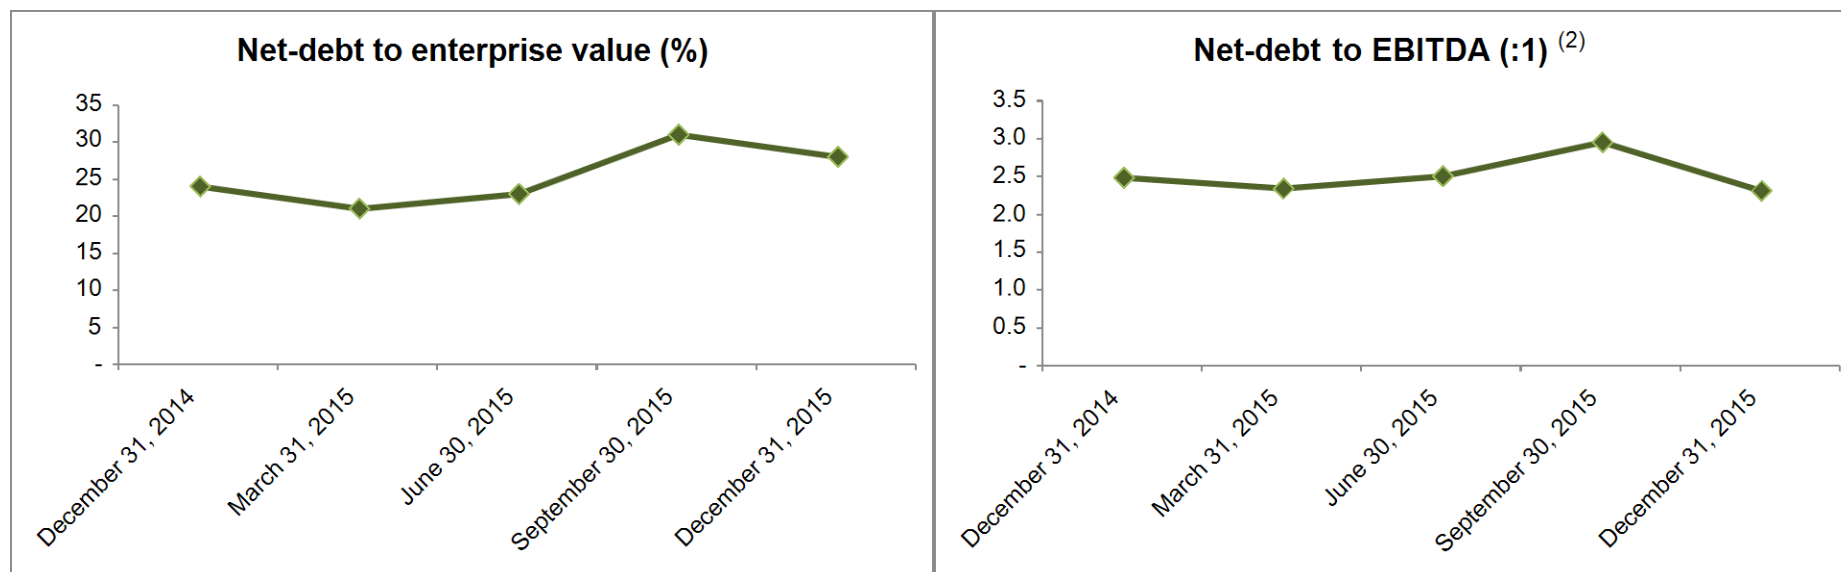 Net-debt to enterprise value (%)
35
30
25
20
15
10
5
-
December 31, 2014
March 31, 2015
June 30, 2015
September 30, 2015
December 31, 2015
Net-debt to EBITDA (:1) (2)
3.5
3.0
2.5
2.0
1.5
1.0
0.5
-
December 31, 2014
March 31, 2015
June 30, 2015
September 30, 2015
December 31, 2015